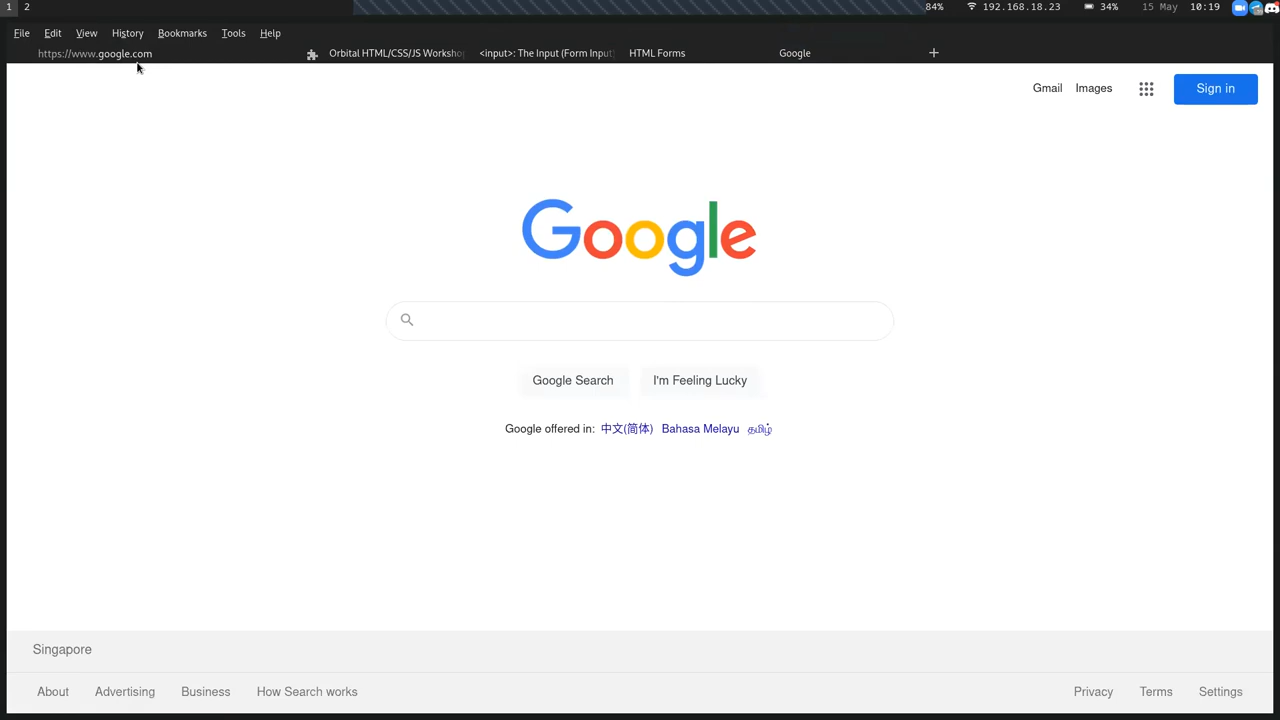 1 2 84% 192.168.18.23 34% 15 May 10:19
File Edit View History Bookmarks Tools Help
https://www.google.com Orbital HTML/CSS/JS Worksho <input>: The Input (Form Input HTML Forms Google +
Gmail Images Sign in
Google
Google Search I'm Feeling Lucky
Google offered in: 中文(简体) Bahasa Melayu தமிழ்
Singapore
About Advertising Business How Search works Privacy Terms Settings